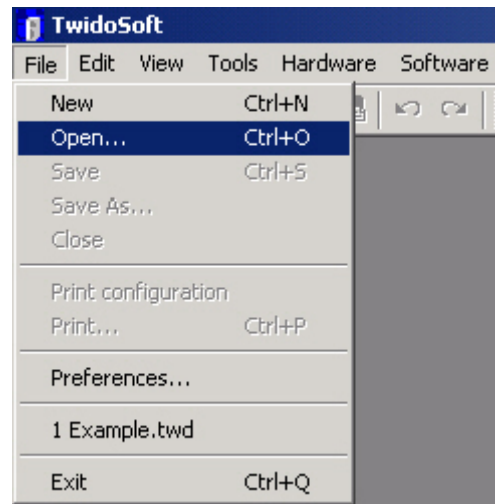 TwidoSoft
File Edit View Tools Hardware Software
New Ctrl+N
Open... Ctrl+O
Save Ctrl+S
Save As...
Close
Print configuration
Print... Ctrl+P
Preferences...
1 Example.twd
Exit Ctrl+Q